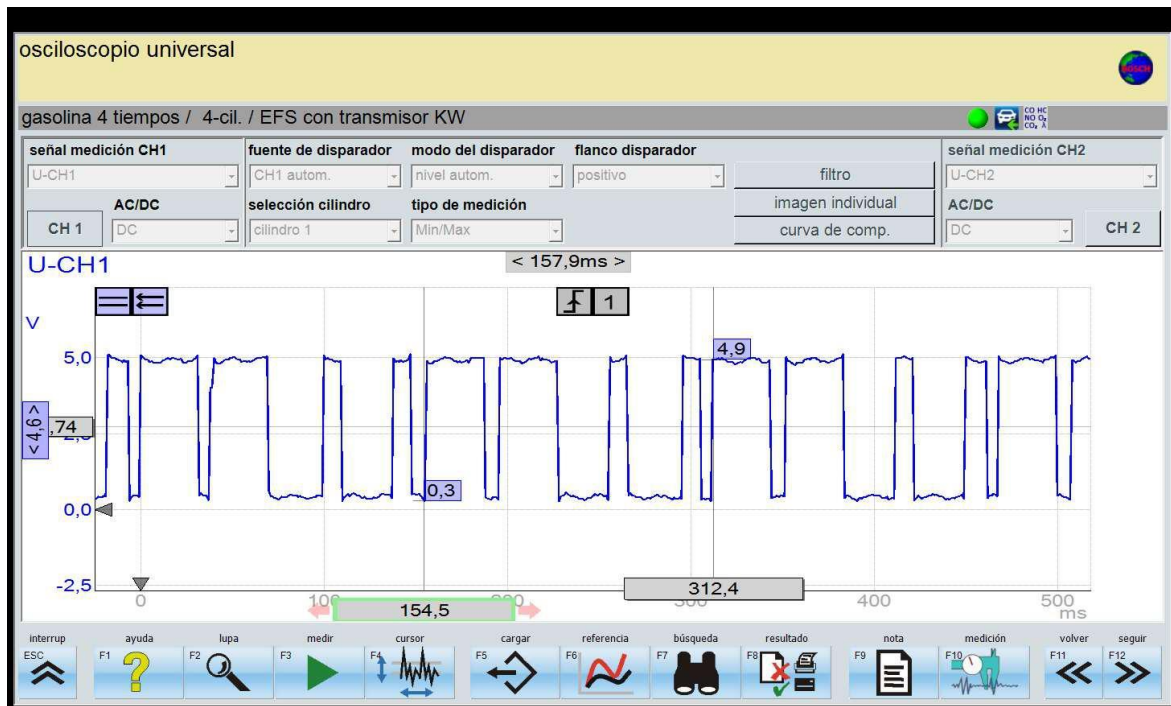 osciloscopio universal
BOSCH
gasolina 4 tiempos / 4-cil. / EFS con transmisor KW
CO HC
NO O₂
CO₂ λ
señal medición CH1 fuente de disparador modo del disparador flanco disparador señal medición CH2
U-CH1 CH1 autom. nivel autom. positivo filtro U-CH2
AC/DC selección cilindro tipo de medición imagen individual AC/DC
CH 1 DC cilindro 1 Min/Max curva de comp. DC CH 2
U-CH1 < 157,9ms >
1
V
5,0 4,9
<4,6> ,74
0,3
0,0
-2,5
312,4
0 400 500
154,5
ms
interrup ayuda lupa medir cursor cargar referencia búsqueda resultado nota medición volver seguir
ESC F1 F2 F3 F4 F5 F6 F7 F8 F9 F10 F11 F12